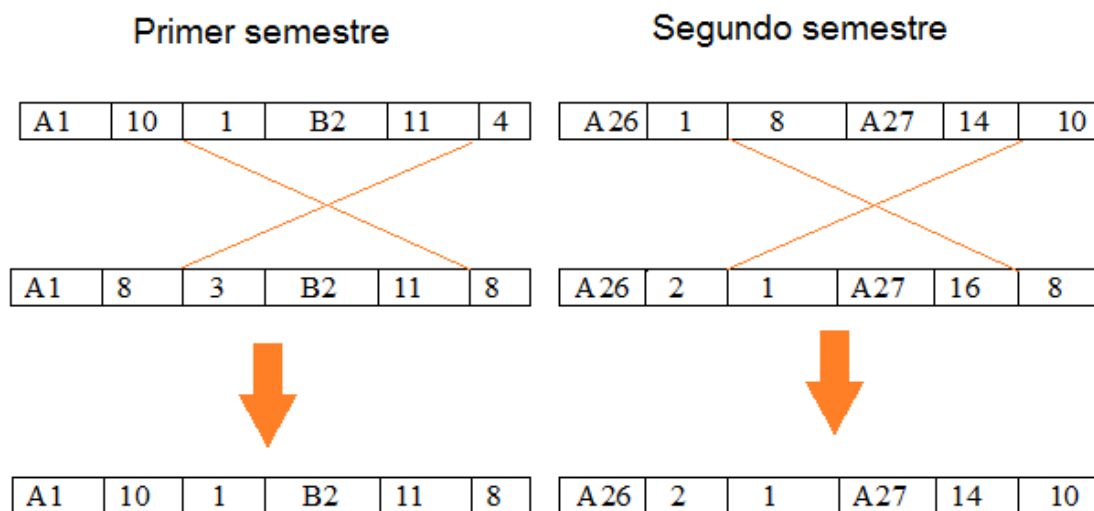 Primer semestre
Segundo semestre
A1 10 1 B2 11 4
A26 1 8 A27 14 10
A1 8 3 B2 11 8
A26 2 1 A27 16 8
A1 10 1 B2 11 8
A26 2 1 A27 14 10